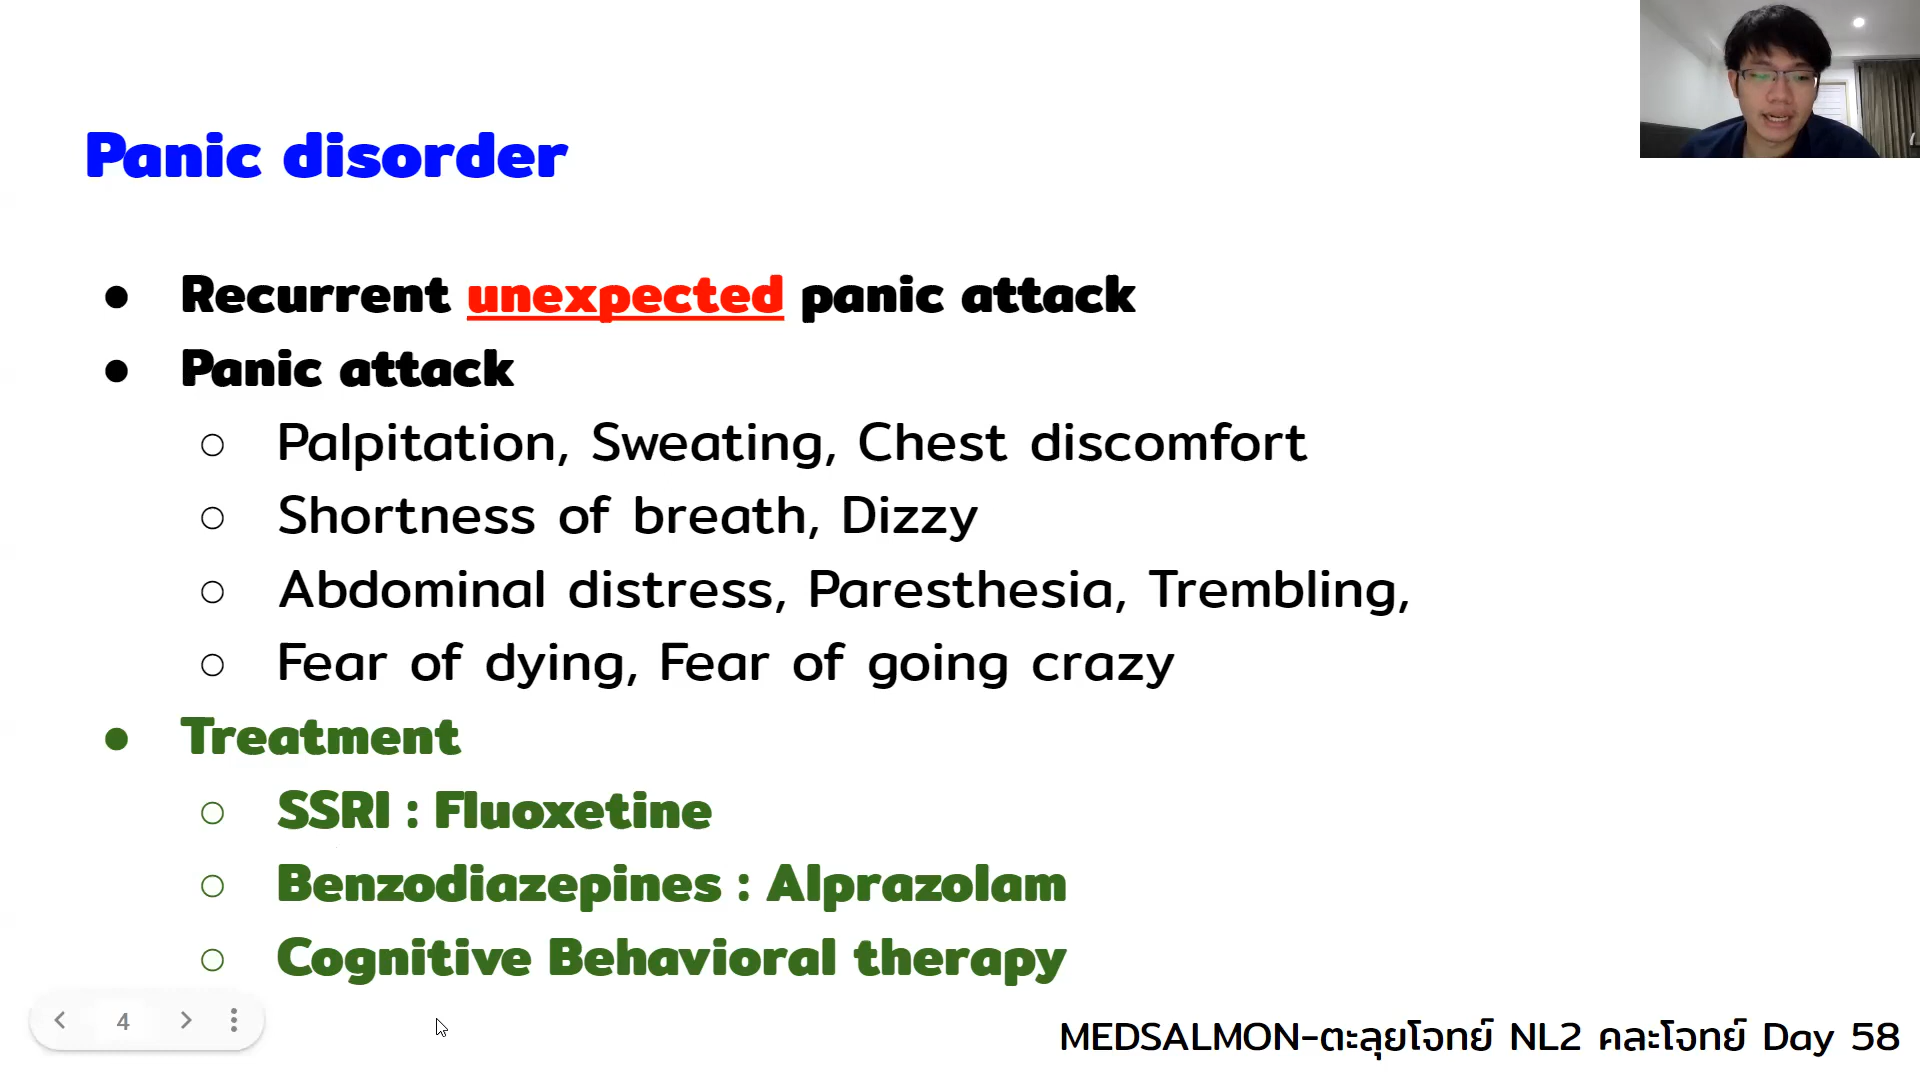 Panic disorder
● Recurrent unexpected panic attack
● Panic attack
○ Palpitation, Sweating, Chest discomfort
○ Shortness of breath, Dizzy
○ Abdominal distress, Paresthesia, Trembling,
○ Fear of dying, Fear of going crazy
● Treatment
○ SSRI : Fluoxetine
○ Benzodiazepines : Alprazolam
○ Cognitive Behavioral therapy
4
MEDSALMON-ตะลุยโจทย์ NL2 คละโจทย์ Day 58